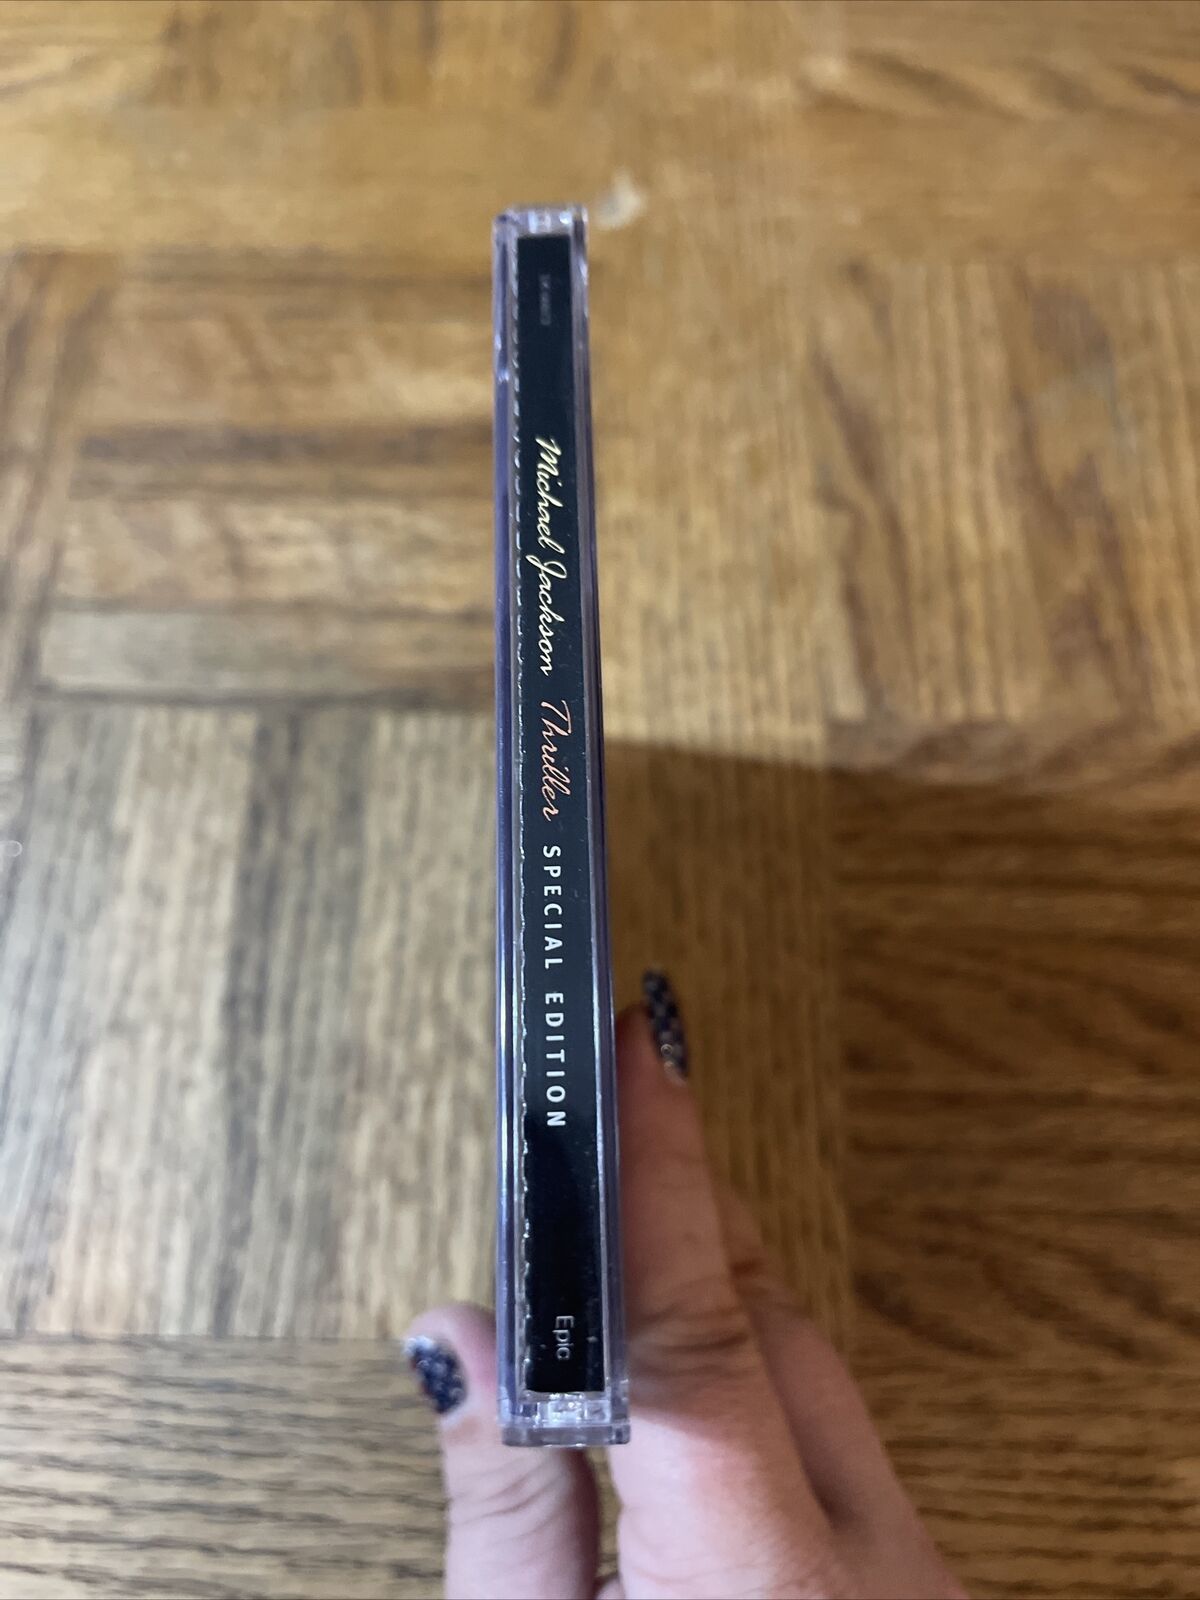 Michael Jackson Thriller SPECIAL EDITION
Epic